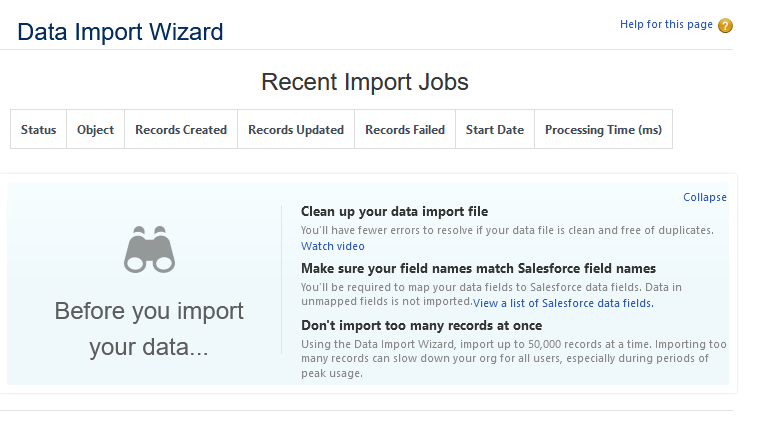 Data Import Wizard
Help for this page ?
Recent Import Jobs
Status Object Records Created Records Updated Records Failed Start Date Processing Time (ms)
Collapse
Before you import
your data...
Clean up your data import file
You'll have fewer errors to resolve if your data file is clean and free of duplicates.
Watch video
Make sure your field names match Salesforce field names
You'll be required to map your data fields to Salesforce data fields. Data in
unmapped fields is not imported.View a list of Salesforce data fields.
Don't import too many records at once
Using the Data Import Wizard, import up to 50,000 records at a time. Importing too
many records can slow down your org for all users, especially during periods of
peak usage.